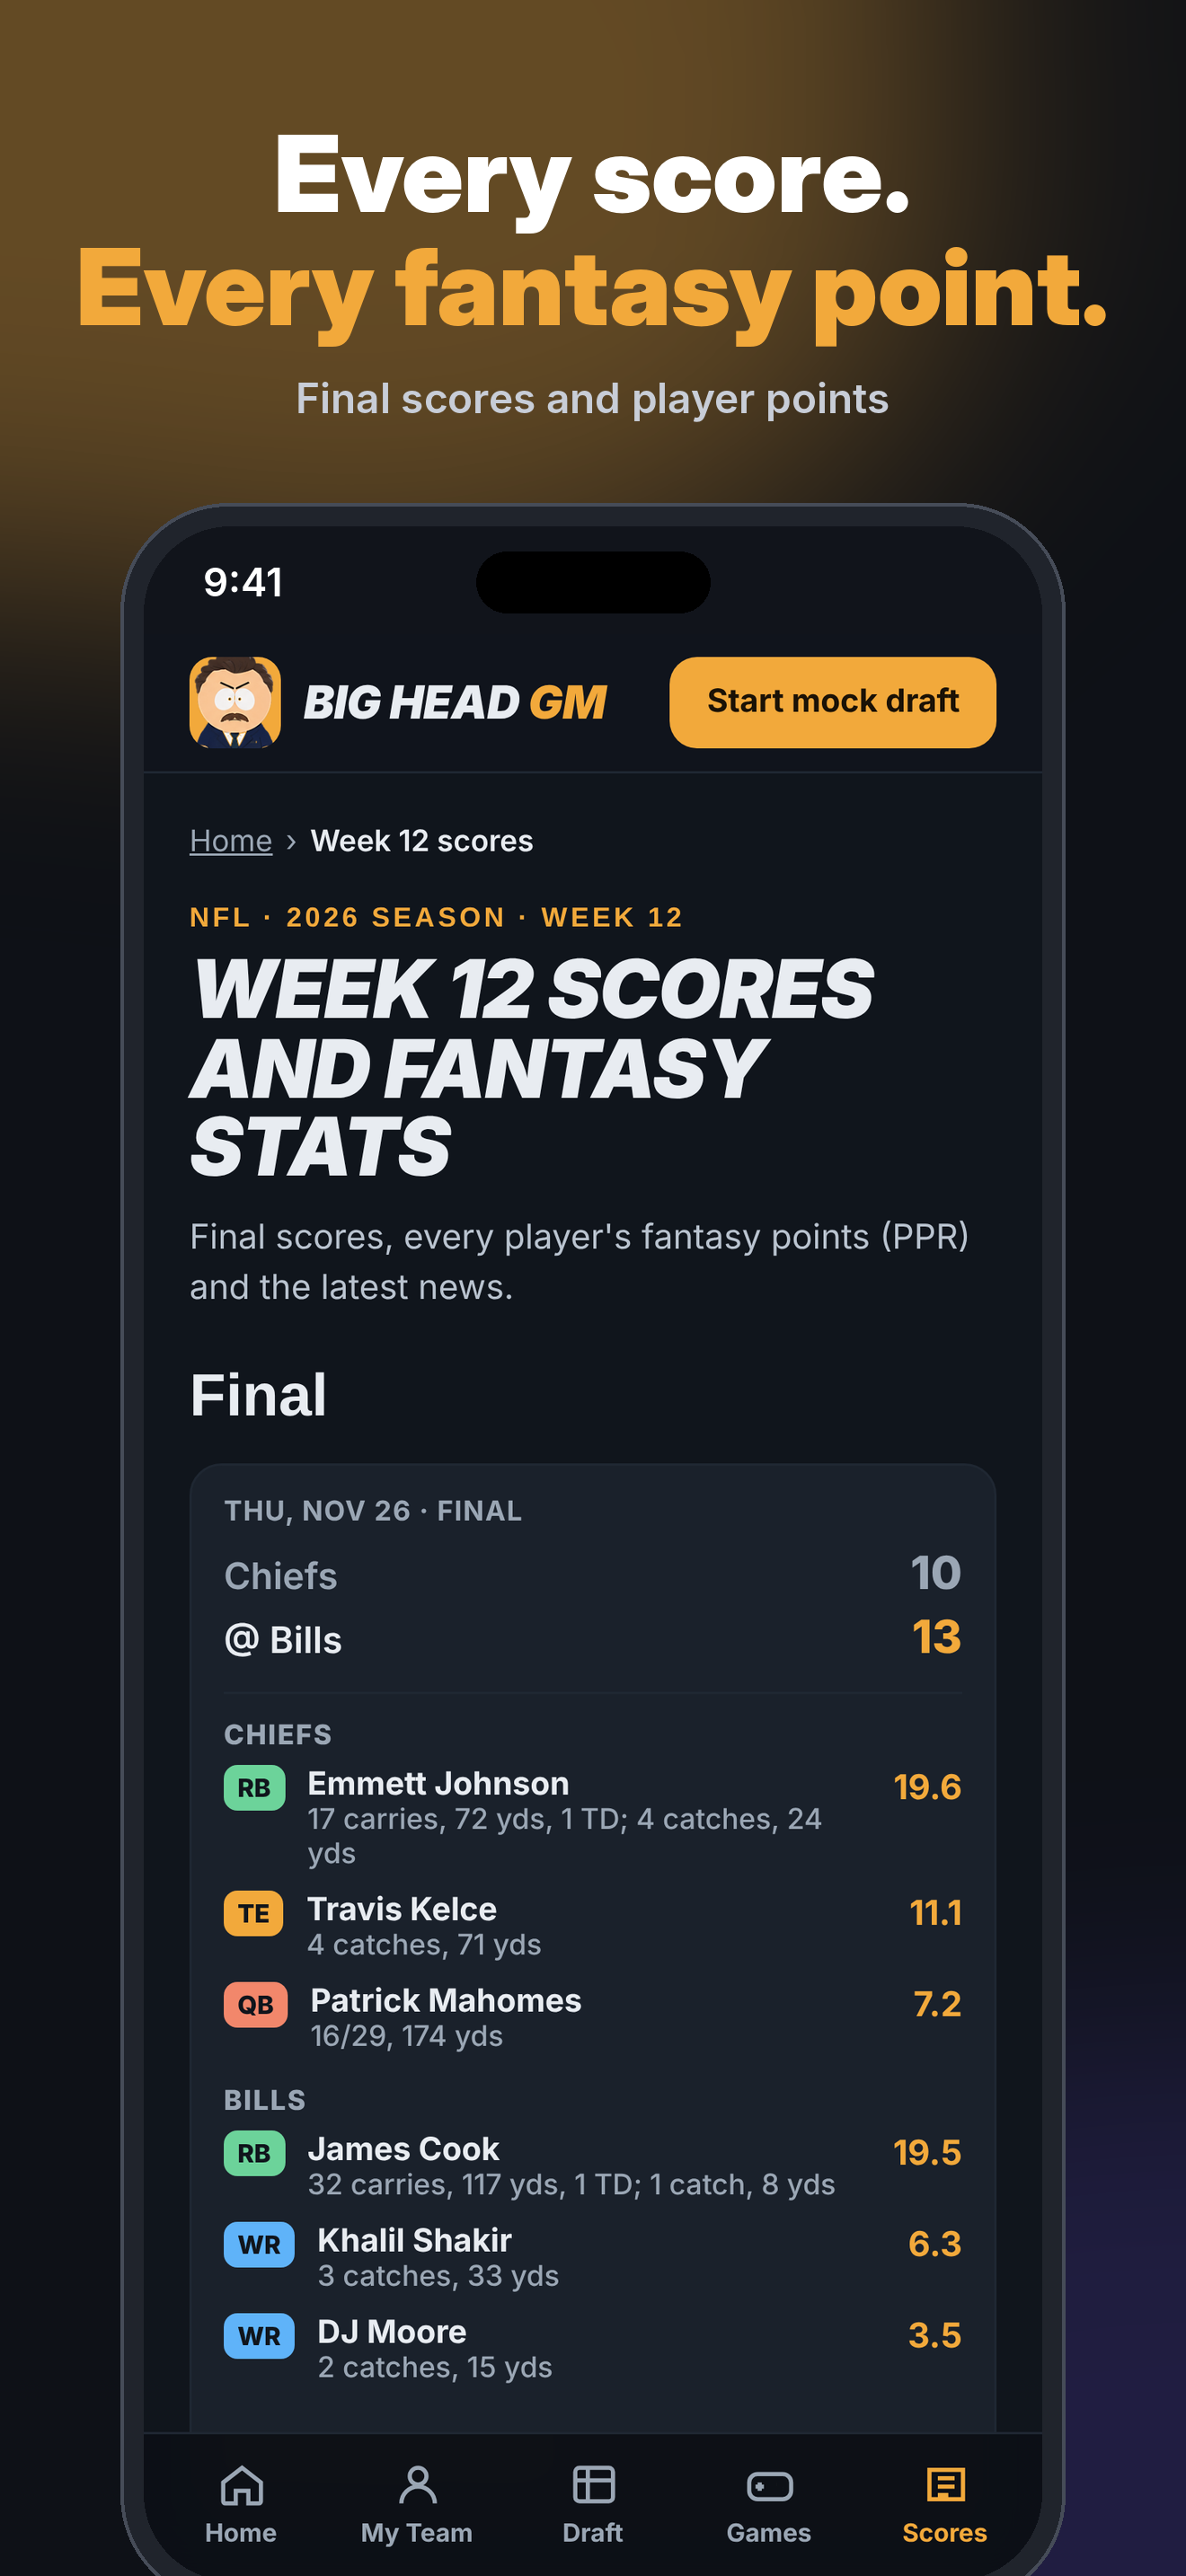 Every score.
Every fantasy point.
Final scores and player points
9:41
BIG HEAD GM
Start mock draft
Home › Week 12 scores
NFL · 2026 SEASON · WEEK 12
WEEK 12 SCORES
AND FANTASY
STATS
Final scores, every player's fantasy points (PPR)
and the latest news.
Final
THU, NOV 26 · FINAL
Chiefs 10
@ Bills 13
CHIEFS
RB Emmett Johnson 19.6
17 carries, 72 yds, 1 TD; 4 catches, 24
yds
TE Travis Kelce 11.1
4 catches, 71 yds
QB Patrick Mahomes 7.2
16/29, 174 yds
BILLS
RB James Cook 19.5
32 carries, 117 yds, 1 TD; 1 catch, 8 yds
WR Khalil Shakir 6.3
3 catches, 33 yds
WR DJ Moore 3.5
2 catches, 15 yds
Home My Team Draft Games Scores